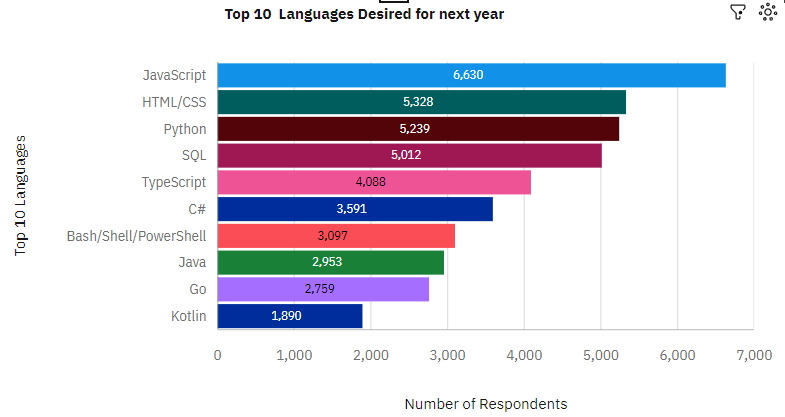 Top 10 Languages Desired for next year
Top 10 Languages
JavaScript 6,630
HTML/CSS 5,328
Python 5,239
SQL 5,012
TypeScript 4,088
C# 3,591
Bash/Shell/PowerShell 3,097
Java 2,953
Go 2,759
Kotlin 1,890
0 1,000 2,000 3,000 4,000 5,000 6,000 7,000
Number of Respondents